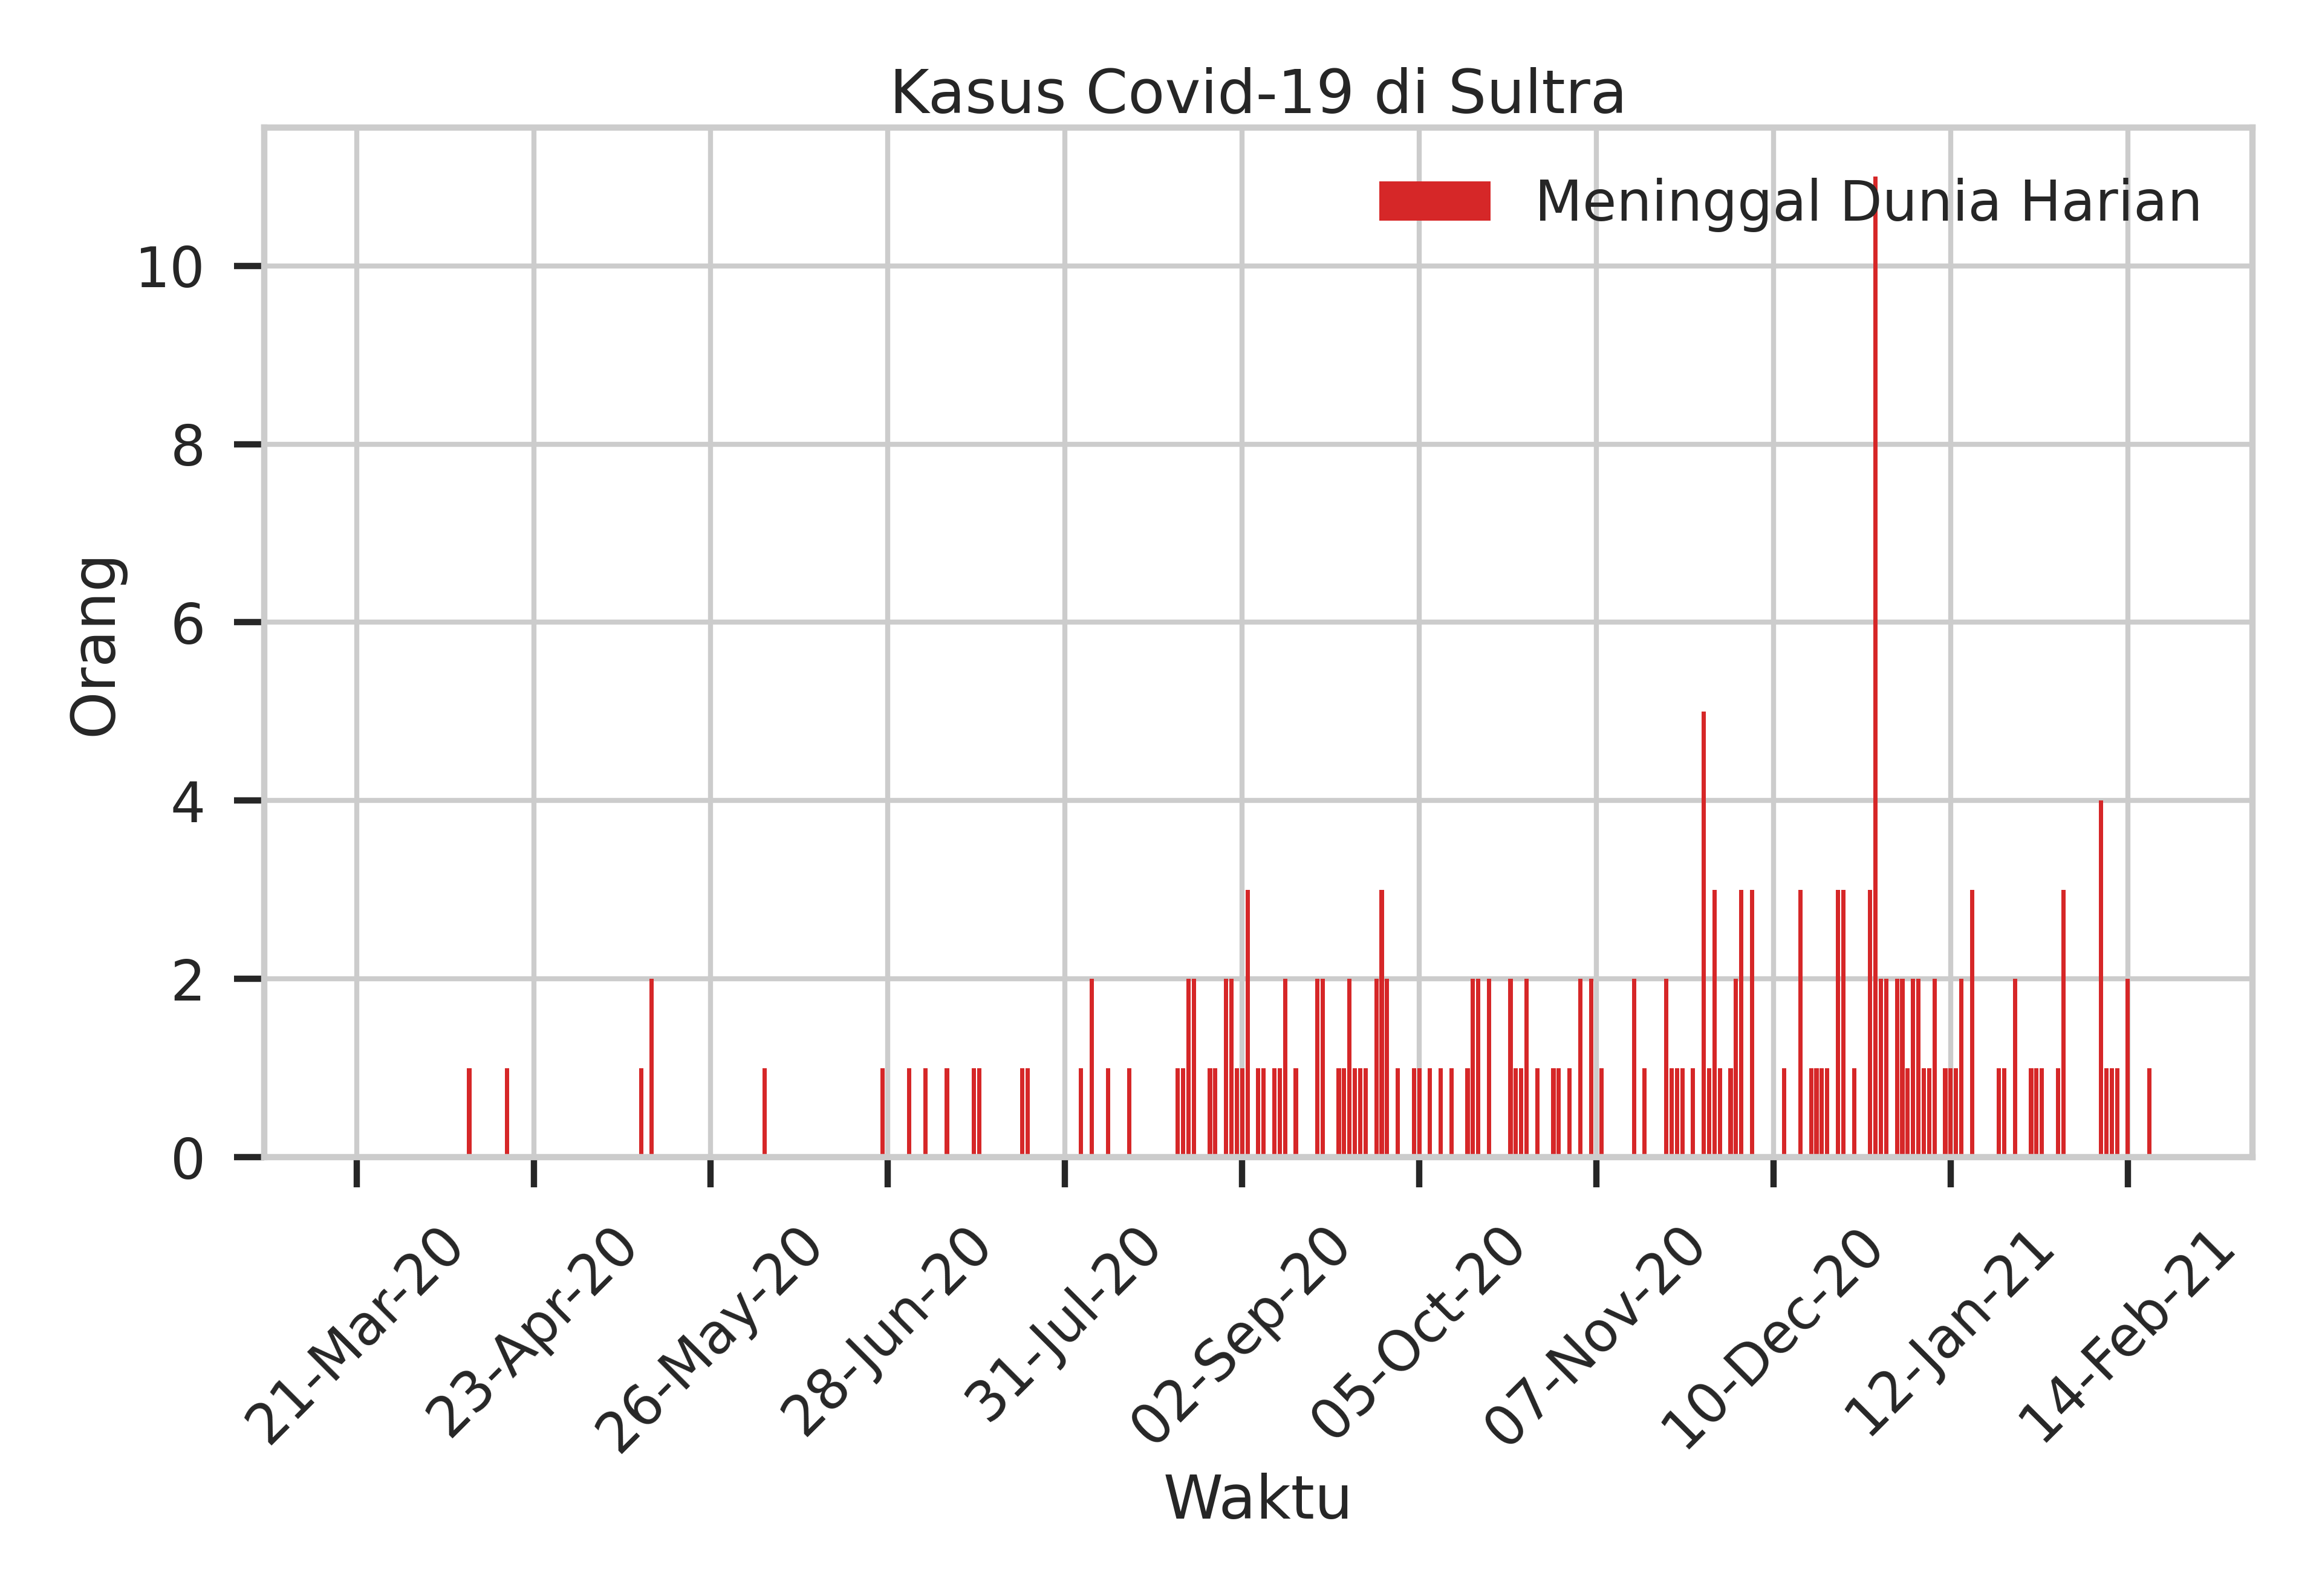 Kasus Covid-19 di Sultra
Meninggal Dunia Harian
10
8
6
4
2
0
Orang
21-Mar-20
23-Apr-20
26-May-20
28-Jun-20
31-Jul-20
02-Sep-20
05-Oct-20
07-Nov-20
10-Dec-20
12-Jan-21
14-Feb-21
Waktu